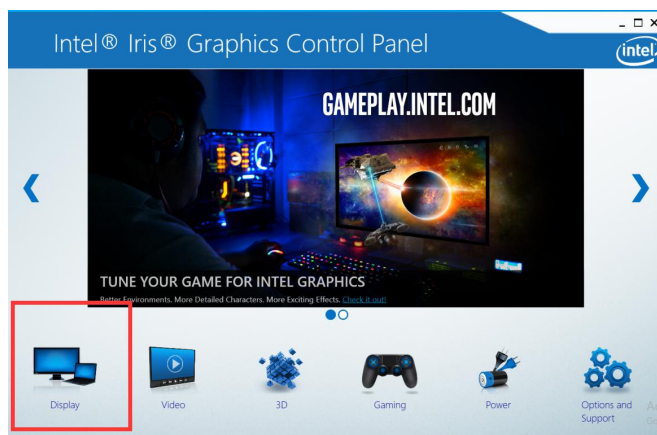 Intel® Iris® Graphics Control Panel
intel
GAMEPLAY.INTEL.COM
TUNE YOUR GAME FOR INTEL GRAPHICS
Better Environments. More Detailed Characters. More Exciting Effects. Check it out!
Display
Video
3D
Gaming
Power
Options and
Support